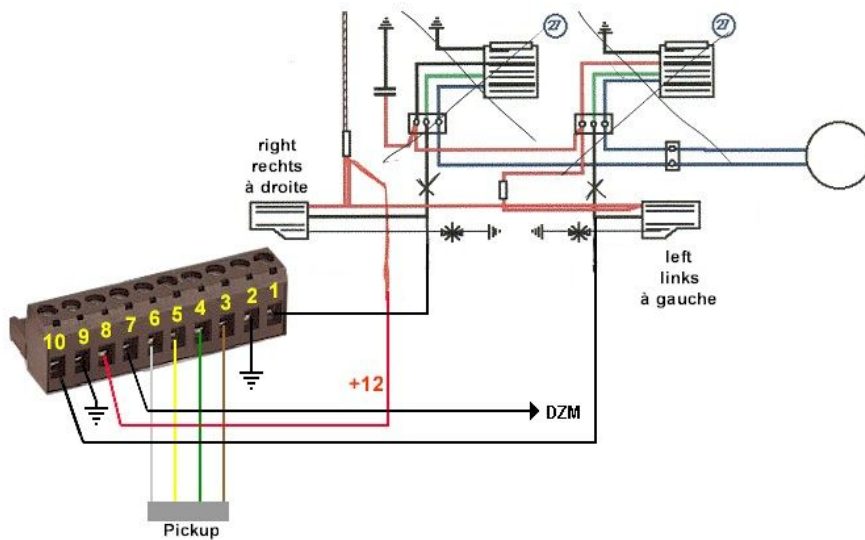 27
27
right
rechts
à droite
left
links
à gauche
10 9 8 7 6 5 4 3 2 1
+12
DZM
Pickup